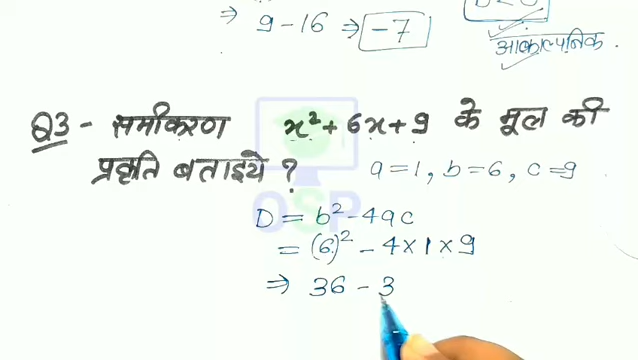 ⇒ 9-16 ⇒ -7
आकाल्पनिक.
Q3 - समीकरण x²+6x+9 के मूल की
प्रकृति बताइये ?
a=1, b=6, c=9
D = b²-4ac
= (6)² - 4×1×9
⇒ 36 - 3
OSP